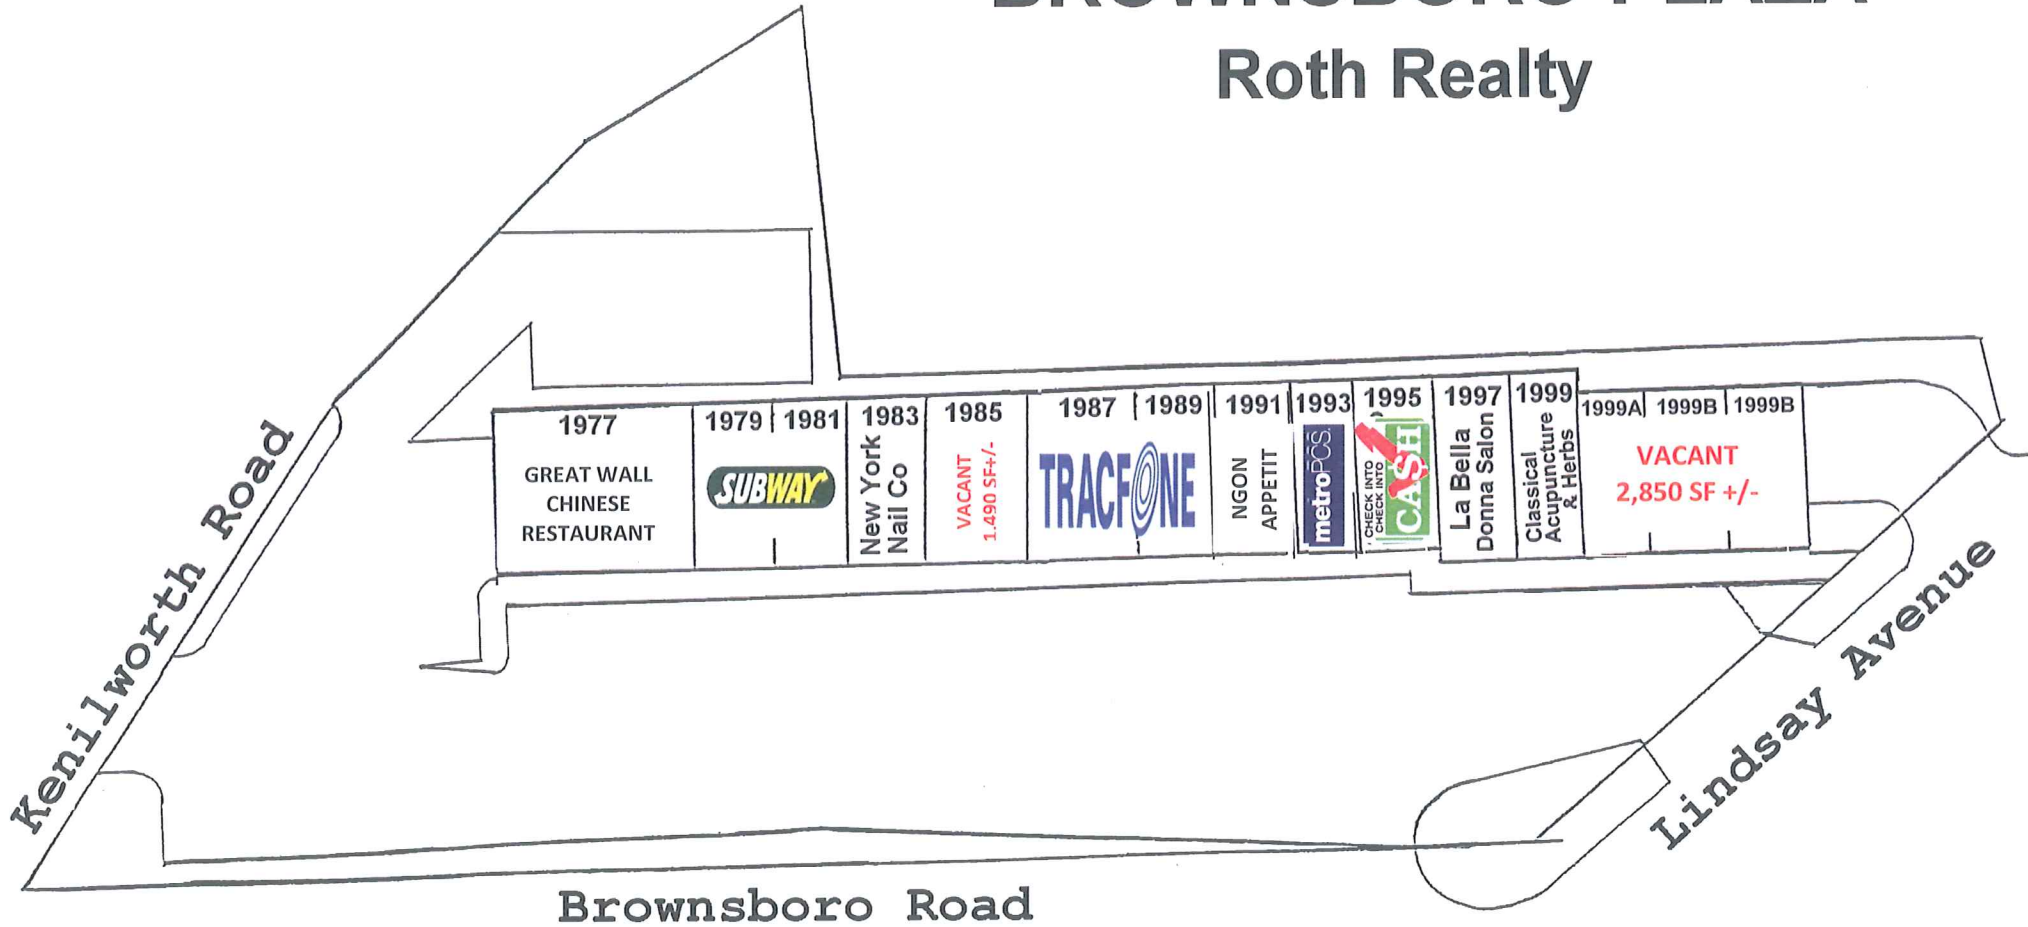 BROWNSBORO PLAZA
Roth Realty
Kenilworth Road
1977
GREAT WALL
CHINESE
RESTAURANT
1979
1981
SUBWAY
1983
New York
Nail Co
1985
VACANT
1.490 SF+/-
1987
1989
TRACFONE
1991
NGON
APPETIT
1993
metroPCS.
1995
CHECK INTO
CHECK INTO
CASH
1997
La Bella
Donna Salon
1999
Classical
Acupuncture
& Herbs
1999A
1999B
1999B
VACANT
2,850 SF +/-
Lindsay Avenue
Brownsboro Road